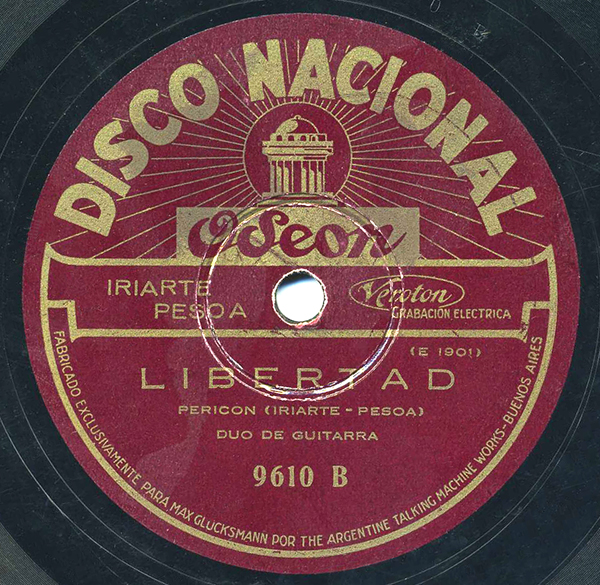 DISCO NACIONAL
Odeon
IRIARTE
PESOA
Veroton
GRABACIÓN ELECTRICA
(E 1901)
LIBERTAD
PERICON (IRIARTE - PESOA)
DUO DE GUITARRA
9610 B
FABRICADO EXCLUSIVAMENTE PARA MAX GLUCKSMANN POR THE ARGENTINE TALKING MACHINE WORKS-BUENOS AIRES